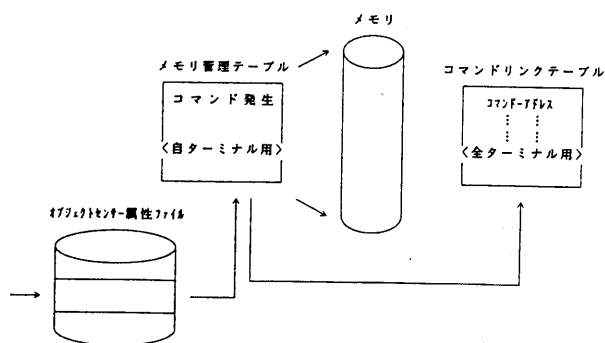 メモリ
メモリ管理テーブル
コマンドリンクテーブル
コマンド発生
コマンドーアドレス
⋮ ⋮
⋮ ⋮
<自ターミナル用>
<全ターミナル用>
オブジェクトセンサー属性ファイル